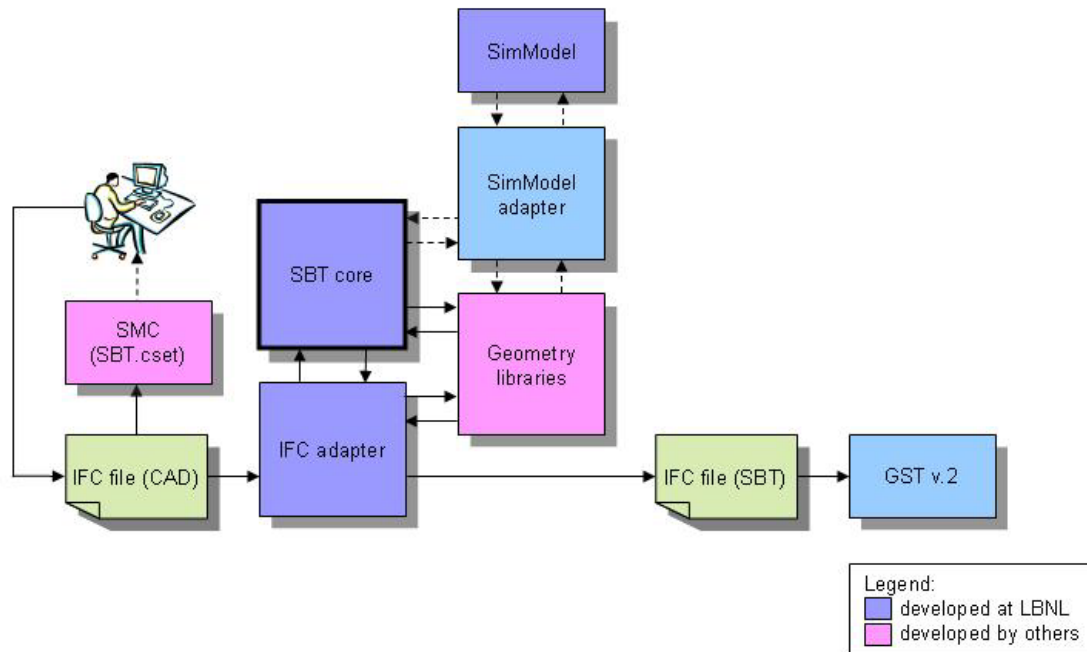 SimModel
SimModel
adapter
SBT core
SMC
(SBT.cset)
Geometry
libraries
IFC adapter
IFC file (CAD)
IFC file (SBT)
GST v.2
Legend:
developed at LBNL
developed by others